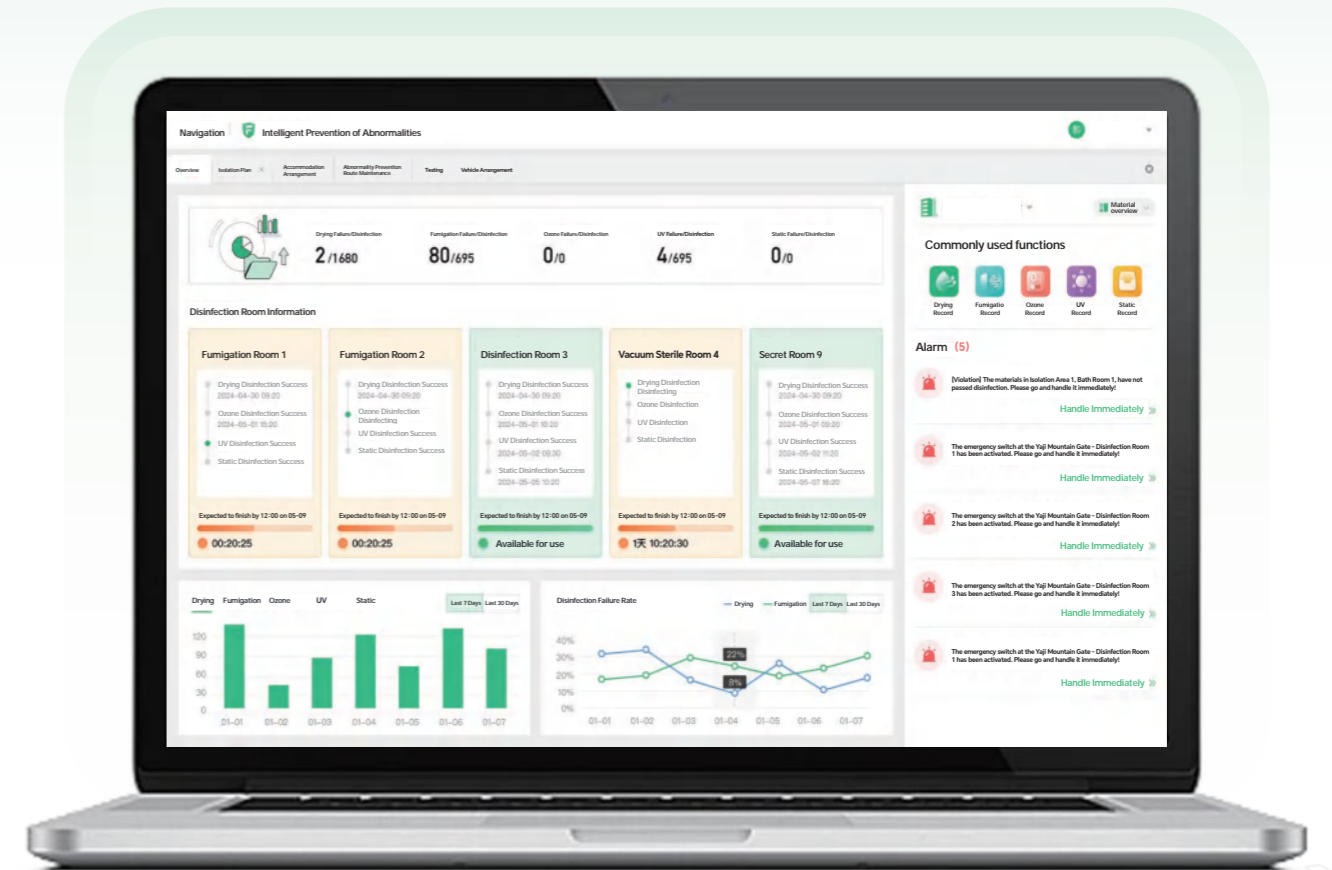 Navigation
Intelligent Prevention of Abnormalities
Overview
Isolation Plan
Accommodation
Arrangement
Abnormality Prevention
Route Maintenance
Testing
Vehicle Arrangement
Drying Failure/Disinfection
2/1680
Fumigation Failure/Disinfection
80/695
Ozone Failure/Disinfection
0/0
UV Failure/Disinfection
4/695
Static Failure/Disinfection
0/0
Disinfection Room Information
Fumigation Room 1
Drying Disinfection Success
2024-04-30 09:20
Ozone Disinfection Success
2024-05-01 15:20
UV Disinfection Success
Static Disinfection Success
Expected to finish by 12:00 on 05-09
00:20:25
Fumigation Room 2
Drying Disinfection Success
2024-04-30 09:20
Ozone Disinfection
Disinfecting
UV Disinfection Success
Static Disinfection Success
Expected to finish by 12:00 on 05-09
00:20:25
Disinfection Room 3
Drying Disinfection Success
2024-04-30 09:20
Ozone Disinfection Success
2024-05-01 10:20
UV Disinfection Success
2024-05-02 09:30
Static Disinfection Success
2024-05-05 10:20
Expected to finish by 12:00 on 05-09
Available for use
Vacuum Sterile Room 4
Drying Disinfection
Disinfecting
Ozone Disinfection
UV Disinfection
Static Disinfection
Expected to finish by 12:00 on 05-09
1天 10:20:30
Secret Room 9
Drying Disinfection Success
2024-04-30 09:20
Ozone Disinfection Success
2024-05-01 09:20
UV Disinfection Success
2024-05-02 11:20
Static Disinfection Success
2024-05-07 16:20
Expected to finish by 12:00 on 05-09
Available for use
Drying Fumigation Ozone UV Static
Last 7 Days Last 30 Days
120
90
60
30
0
01-01 01-02 01-03 01-04 01-05 01-06 01-07
Disinfection Failure Rate
Drying Fumigation Last 7 Days Last 30 Days
40%
30%
20%
10%
0%
22%
8%
01-01 01-02 01-03 01-04 01-05 01-06 01-07
Material
overview
Commonly used functions
Drying
Record
Fumigatio
Record
Ozone
Record
UV
Record
Static
Record
Alarm (5)
[Violation] The materials in Isolation Area 1, Bath Room 1, have not
passed disinfection. Please go and handle it immediately!
Handle Immediately
The emergency switch at the Yaji Mountain Gate - Disinfection Room
1 has been activated. Please go and handle it immediately!
Handle Immediately
The emergency switch at the Yaji Mountain Gate - Disinfection Room
2 has been activated. Please go and handle it immediately!
Handle Immediately
The emergency switch at the Yaji Mountain Gate - Disinfection Room
3 has been activated. Please go and handle it immediately!
Handle Immediately
The emergency switch at the Yaji Mountain Gate - Disinfection Room
1 has been activated. Please go and handle it immediately!
Handle Immediately